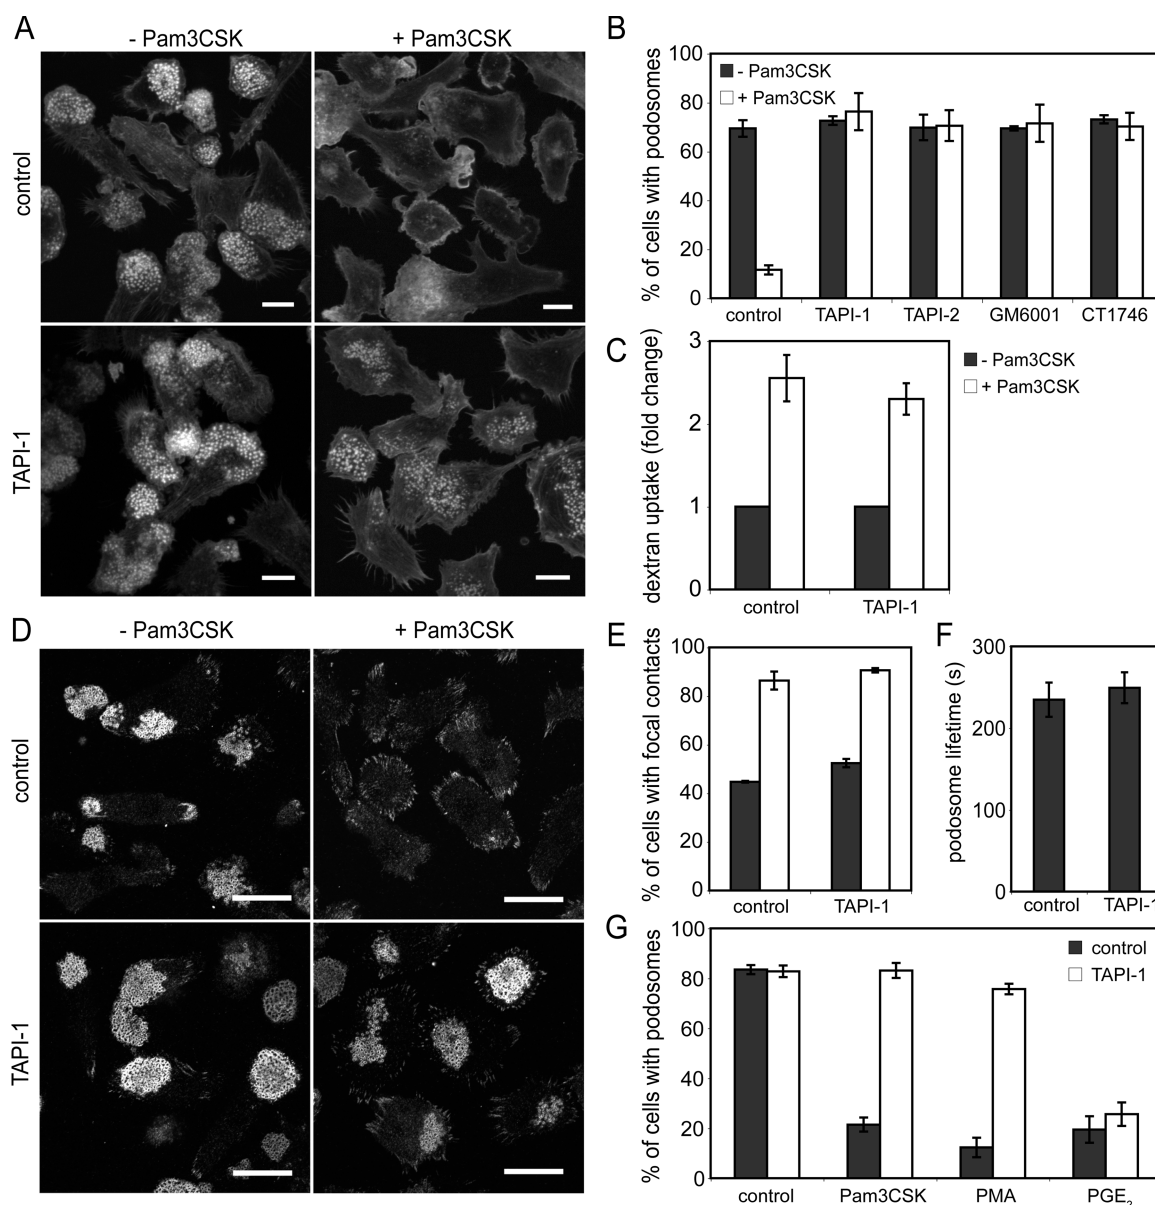 A
- Pam3CSK
+ Pam3CSK
control
TAPI-1
B
% of cells with podosomes
100
80
60
40
20
0
- Pam3CSK
+ Pam3CSK
control
TAPI-1
TAPI-2
GM6001
CT1746
C
dextran uptake (fold change)
3
2
1
0
- Pam3CSK
+ Pam3CSK
control
TAPI-1
D
- Pam3CSK
+ Pam3CSK
control
TAPI-1
E
% of cells with focal contacts
100
80
60
40
20
0
control
TAPI-1
F
podosome lifetime (s)
300
200
100
0
control
TAPI-1
G
% of cells with podosomes
100
80
60
40
20
0
control
TAPI-1
control
Pam3CSK
PMA
PGE₂